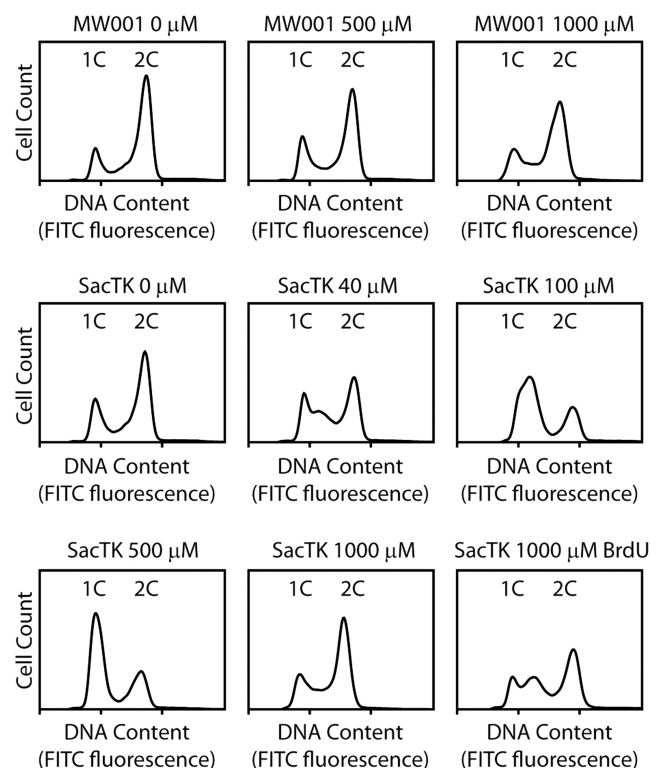 MW001 0 μM
MW001 500 μM
MW001 1000 μM
1C 2C
1C 2C
1C 2C
Cell Count
DNA Content
(FITC fluorescence)
DNA Content
(FITC fluorescence)
DNA Content
(FITC fluorescence)
SacTK 0 μM
SacTK 40 μM
SacTK 100 μM
1C 2C
1C 2C
1C 2C
Cell Count
DNA Content
(FITC fluorescence)
DNA Content
(FITC fluorescence)
DNA Content
(FITC fluorescence)
SacTK 500 μM
SacTK 1000 μM
SacTK 1000 μM BrdU
1C 2C
1C 2C
1C 2C
Cell Count
DNA Content
(FITC fluorescence)
DNA Content
(FITC fluorescence)
DNA Content
(FITC fluorescence)